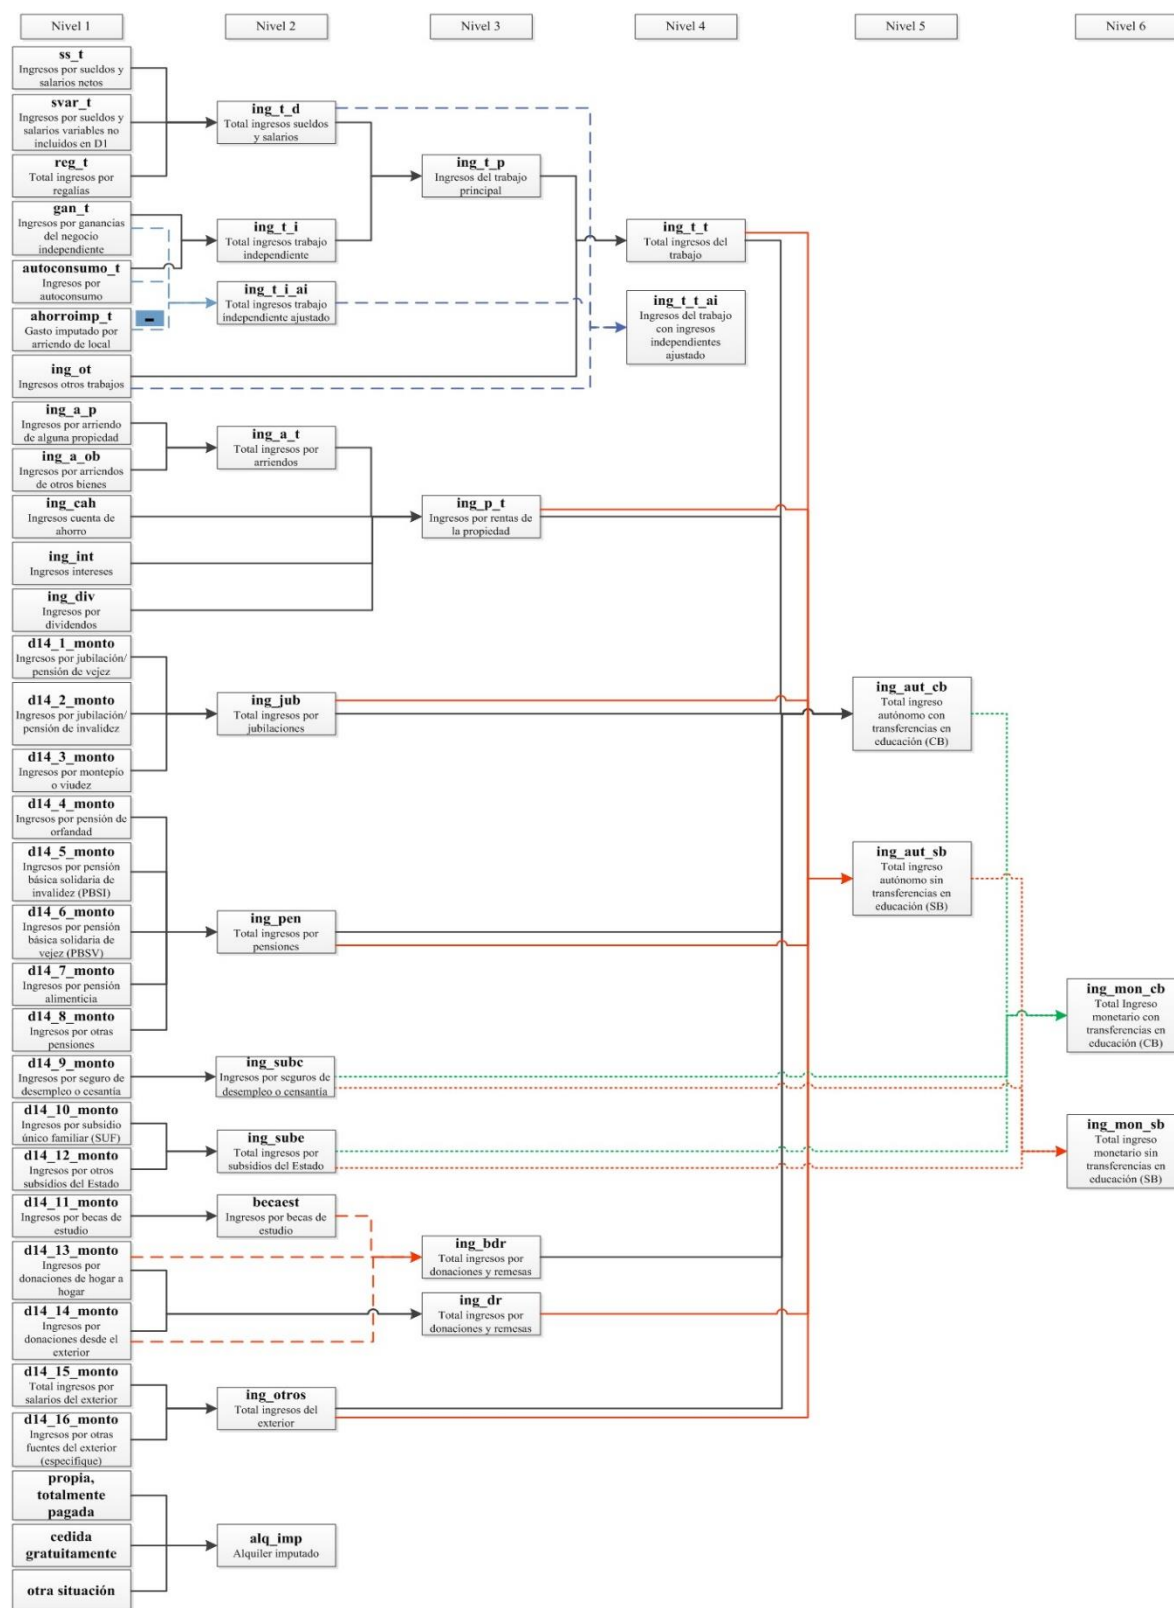 Nivel 1
Nivel 2
Nivel 3
Nivel 4
Nivel 5
Nivel 6
ss_t
Ingresos por sueldos y
salarios netos
svar_t
Ingresos por sueldos
y salarios variables no
incluidos en D1
reg_t
Total ingresos por
regalías
gan_t
Ingresos por ganancias
del negocio
independiente
autoconsumo_t
Ingresos por
autoconsumo
ahorroimp_t
Gasto imputado por
arriendo de local
-
ing_ot
Ingresos otros trabajos
ing_a_p
Ingresos por arriendo
de alguna propiedad
ing_a_ob
Ingresos por arriendos
de otros bienes
ing_cah
Ingresos cuenta de
ahorro
ing_int
Ingresos intereses
ing_div
Ingresos por
dividendos
d14_1_monto
Ingresos por jubilación/
pensión de vejez
d14_2_monto
Ingresos por jubilación/
pensión de invalidez
d14_3_monto
Ingresos por montepio
o viudez
d14_4_monto
Ingresos por pensión de
orfandad
d14_5_monto
Ingresos por pensión
básica solidaria de
invalidez (PBSI)
d14_6_monto
Ingresos por pensión
básica solidaria de
vejez (PBSV)
d14_7_monto
Ingresos por pensión
alimenticia
d14_8_monto
Ingresos por otras
pensiones
d14_9_monto
Ingresos por seguro de
desempleo o cesantía
d14_10_monto
Ingresos por subsidio
único familiar (SUF)
d14_12_monto
Ingresos por otros
subsidios del Estado
d14_11_monto
Ingresos por becas de
estudio
d14_13_monto
Ingresos por
donaciones de hogar a
hogar
d14_14_monto
Ingresos por
donaciones desde el
exterior
d14_15_monto
Total ingresos por
salarios del exterior
d14_16_monto
Ingresos por otras
fuentes del exterior
(especifique)
propia,
totalmente
pagada
cedida
gratuitamente
otra situación
ing_t_d
Total ingresos sueldos
y salarios
ing_t_i
Total ingresos trabajo
independiente
ing_t_i_ai
Total ingresos trabajo
independiente ajustado
ing_a_t
Total ingresos por
arriendos
ing_jub
Total ingresos por
jubilaciones
ing_pen
Total ingresos por
pensiones
ing_subc
Ingresos por seguros de
desempleo o censantía
ing_sube
Total ingresos por
subsidios del Estado
becaest
Ingresos por becas de
estudio
ing_otros
Total ingresos del
exterior
alq_imp
Alquiler imputado
ing_t_p
Ingresos del trabajo
principal
ing_p_t
Ingresos por rentas de
la propiedad
ing_bdr
Total ingresos por
donaciones y remesas
ing_dr
Total ingresos por
donaciones y remesas
ing_t_t
Total ingresos del
trabajo
ing_t_t_ai
Ingresos del trabajo
con ingresos
independientes
ajustado
ing_aut_cb
Total ingreso
autónomo con
transferencias en
educación (CB)
ing_aut_sb
Total ingreso
autónomo sin
transferencias en
educación (SB)
ing_mon_cb
Total Ingreso
monetario con
transferencias en
educación (CB)
ing_mon_sb
Total ingreso
monetario sin
transferencias en
educación (SB)